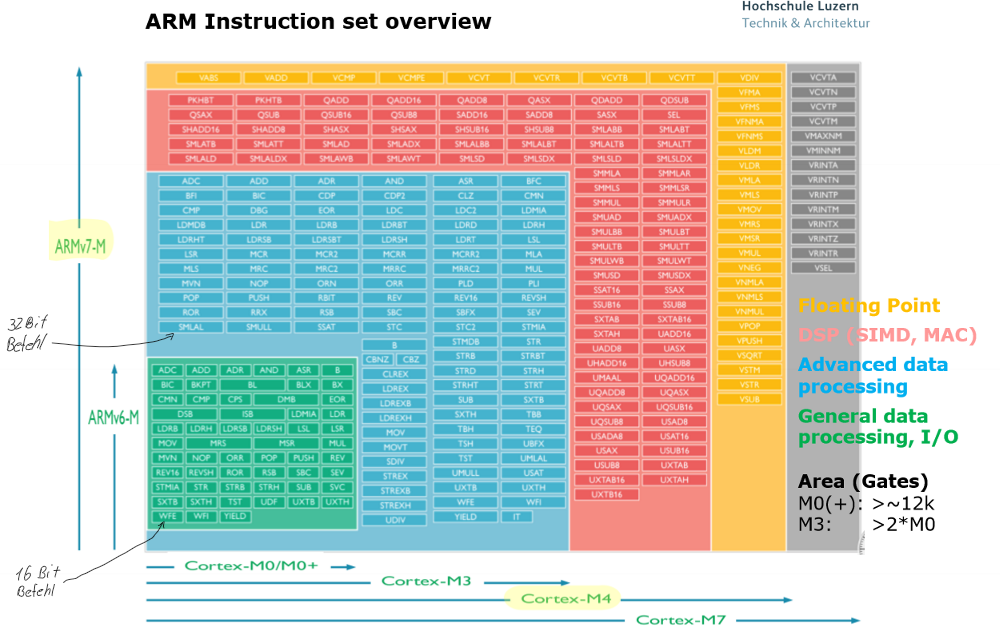 ARM Instruction set overview
Hochschule Luzern
Technik & Architektur
VABS VADD VCMP VCMPE VCVT VCVTR VCVTB VCVTT VDIV VCVTA
VFMA VCVTN
PKHBT PKHTB QADD QADD16 QADD8 QASX QDADD QDSUB VFMS VCVTP
QSAX QSUB QSUB16 QSUB8 SADD16 SADD8 SASX SEL VFNMA VCVTM
SHADD16 SHADD8 SHASX SHSAX SHSUB16 SHSUB8 SMLABB SMLABT VFNMS VMAXNM
SMLATB SMLATT SMLAD SMLADX SMLALBB SMLALBT SMLALTB SMLALTT VLDM VMINNM
SMLALD SMLALDX SMLAWB SMLAWT SMLSD SMLSDX SMLSLD SMLSLDX VLDR VRINTA
ADC ADD ADR AND ASR BFC SMMLA SMMLAR VMLA VRINTN
BFI BIC CDP CDP2 CLZ CMN SMMLS SMMLSR VMLS VRINTP
CMP DBG EOR LDC LDC2 LDMIA SMMUL SMMULR VMOV VRINTM
LDMDB LDR LDRB LDRBT LDRD LDRH SMUAD SMUADX VMRS VRINTX
LDRHT LDRSB LDRSBT LDRSH LDRT LSL SMULBB SMULBT VMSR VRINTZ
LSR MCR MCR2 MCRR MCRR2 MLA SMULTB SMULTT VMUL VRINTR
MLS MRC MRC2 MRRC MRRC2 MUL SMULWB SMULWT VNEG VSEL
MVN NOP ORN ORR PLD PLI SMUSD SMUSDX VNMLA
POP PUSH RBIT REV REV16 REVSH SSAT16 SSAX VNMLS
ROR RRX RSB SBC SBFX SEV SSUB16 SSUB8 VNMUL
SMLAL SMULL SSAT STC STC2 STMIA SXTAB SXTAB16 VPOP
B STMDB STR SXTAH UADD16 VPUSH
CBNZ CBZ STRB STRBT UADD8 UASX VSQRT
CLREX STRD STRH UHADD16 UHSUB8 VSTM
LDREX STRHT STRT UMAAL UQADD16 VSTR
LDREXB SUB SXTB UQADD8 UQASX VSUB
LDREXH SXTH TBB UQSAX UQSUB16
MOV TBH TEQ UQSUB8 USAD8
MOVT TSH UBFX USADA8 USAT16
SDIV TST UMLAL USAX USUB16
STREX UMULL USAT USUB8 UXTAB
STREXB UXTB UXTH UXTAB16 UXTAH
STREXH WFE WFI UXTB16
UDIV YIELD IT
ADC ADD ADR AND ASR B
BIC BKPT BL BLX BX
CMN CMP CPS DMB EOR
DSB ISB LDMIA LDR
LDRB LDRH LDRSB LDRSH LSL LSR
MOV MRS MSR MUL
MVN NOP ORR POP PUSH REV
REV16 REVSH ROR RSB SBC SEV
STMIA STR STRB STRH SUB SVC
SXTB SXTH TST UDF UXTB UXTH
WFE WFI YIELD
ARMv7-M
32 Bit
Befehl
ARMv6-M
16 Bit
Befehl
Floating Point
DSP (SIMD, MAC)
Advanced data
processing
General data
processing, I/O
Area (Gates)
M0(+): >~12k
M3: >2*M0
Cortex-M0/M0+
Cortex-M3
Cortex-M4
Cortex-M7